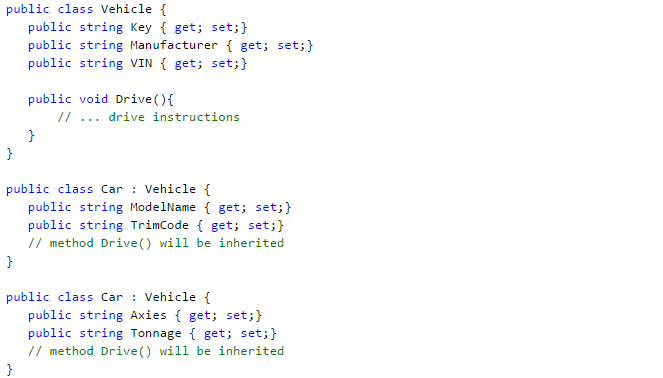 public class Vehicle {
public string Key { get; set;}
public string Manufacturer { get; set;}
public string VIN { get; set;}
public void Drive(){
// ... drive instructions
}
}
public class Car : Vehicle {
public string ModelName { get; set;}
public string TrimCode { get; set;}
// method Drive() will be inherited
}
public class Car : Vehicle {
public string Axies { get; set;}
public string Tonnage { get; set;}
// method Drive() will be inherited
}